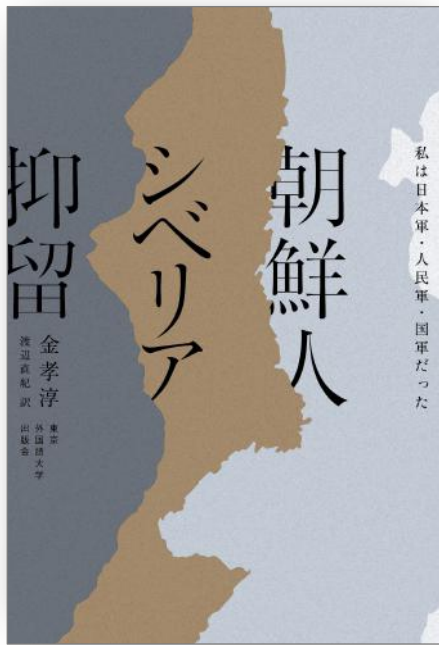 私は日本軍・人民軍・国軍だった
朝鮮人
シベリア
抑留
金孝淳
渡辺直紀 訳
東京
外国語大学
出版会